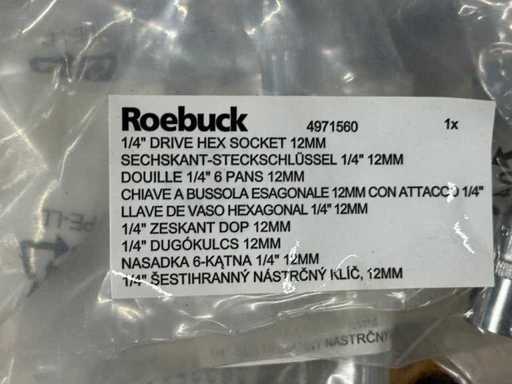 Roebuck 4971560 1x
1/4" DRIVE HEX SOCKET 12MM
SECHSKANT-STECKSCHLÜSSEL 1/4" 12MM
DOUILLE 1/4" 6 PANS 12MM
CHIAVE A BUSSOLA ESAGONALE 12MM CON ATTACCO 1/4"
LLAVE DE VASO HEXAGONAL 1/4" 12MM
1/4" ZESKANT DOP 12MM
1/4" DUGÓKULCS 12MM
NASADKA 6-KĄTNA 1/4" 12MM
1/4" ŠESTIHRANNÝ NÁSTRČNÝ KLÍČ, 12MM
NÁSTRČNÝ